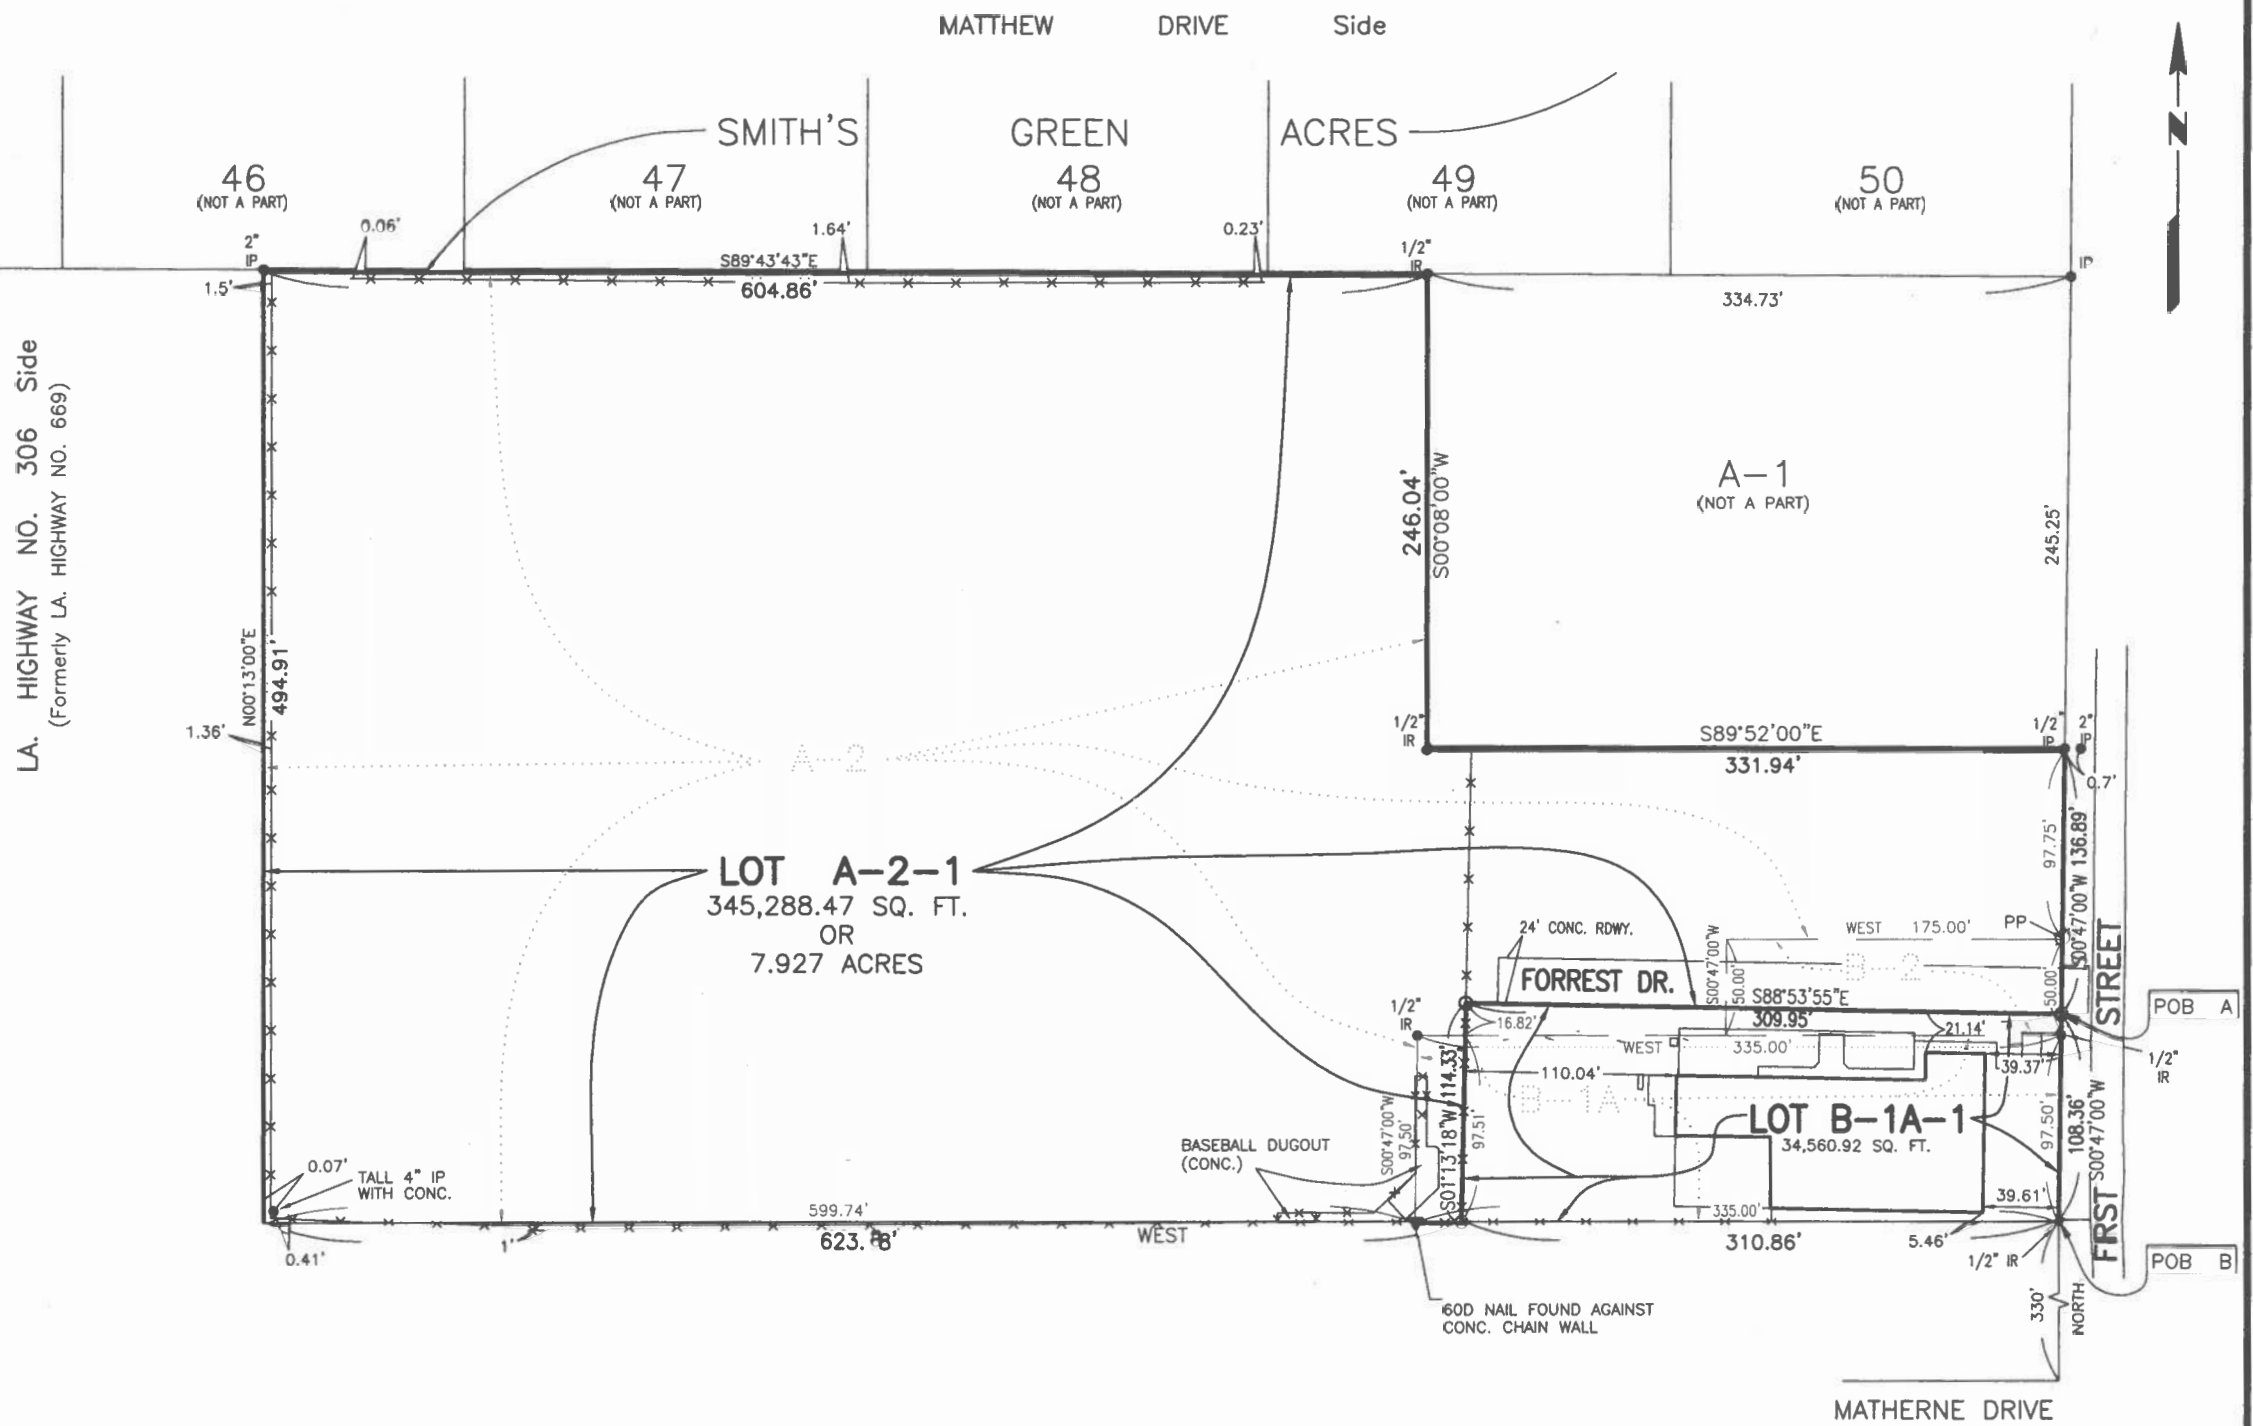 MATTHEW DRIVE Side
SMITH'S GREEN ACRES
46
(NOT A PART)
47
(NOT A PART)
48
(NOT A PART)
49
(NOT A PART)
50
(NOT A PART)
N
2"
IP
0.06'
1.64'
0.23'
1/2"
IR
IP
1.5'
S89°43'43"E
604.86'
334.73'
LA. HIGHWAY NO. 306 Side
(Formerly LA. HIGHWAY NO. 669)
N00°13'00"E
494.91'
1.36'
246.04'
S00°08'00"W
A-1
(NOT A PART)
245.25'
1/2"
IR
S89°52'00"E
331.94'
1/2"
IP
2"
IP
0.7'
A-2
LOT A-2-1
345,288.47 SQ. FT.
OR
7.927 ACRES
97.75'
S00°47'00"W 136.89'
24' CONC. RDWY.
FORREST DR.
S00°47'00"W
50.00'
WEST 175.00'
PP
B-2
50.00'
S88°53'55"E
309.95'
16.82'
21.14'
1/2"
IR
WEST 335.00'
110.04'
39.37'
POB A
1/2"
IR
B-1A
LOT B-1A-1
34,560.92 SQ. FT.
S00°47'00"W
97.50'
S01°13'18"W 114.33'
97.51'
97.50'
108.36'
S00°47'00"W
FIRST STREET
BASEBALL DUGOUT
(CONC.)
0.07'
TALL 4" IP
WITH CONC.
0.41'
1'
599.74'
WEST
335.00'
310.86'
39.61'
5.46'
1/2" IR
POB B
60D NAIL FOUND AGAINST
CONC. CHAIN WALL
330'
NORTH
MATHERNE DRIVE